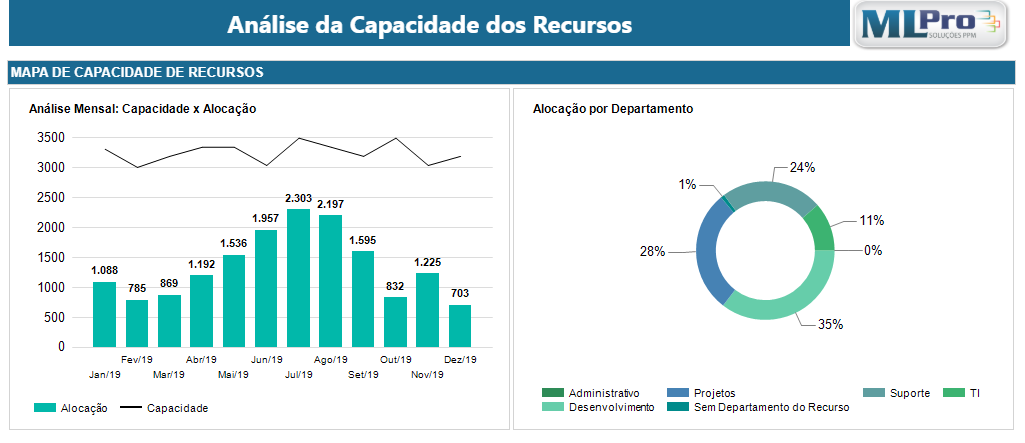 Análise da Capacidade dos Recursos
MLPro
SOLUÇÕES PPM
MAPA DE CAPACIDADE DE RECURSOS
Análise Mensal: Capacidade x Alocação
3500
3000
2500
2000
1500
1000
500
0
1.088
785
869
1.192
1.536
1.957
2.303
2.197
1.595
832
1.225
703
Fev/19 Abr/19 Jun/19 Ago/19 Out/19 Dez/19
Jan/19 Mar/19 Mai/19 Jul/19 Set/19 Nov/19
Alocação Capacidade
Alocação por Departamento
24%
1%
11%
28%
0%
35%
Administrativo Projetos Suporte TI
Desenvolvimento Sem Departamento do Recurso